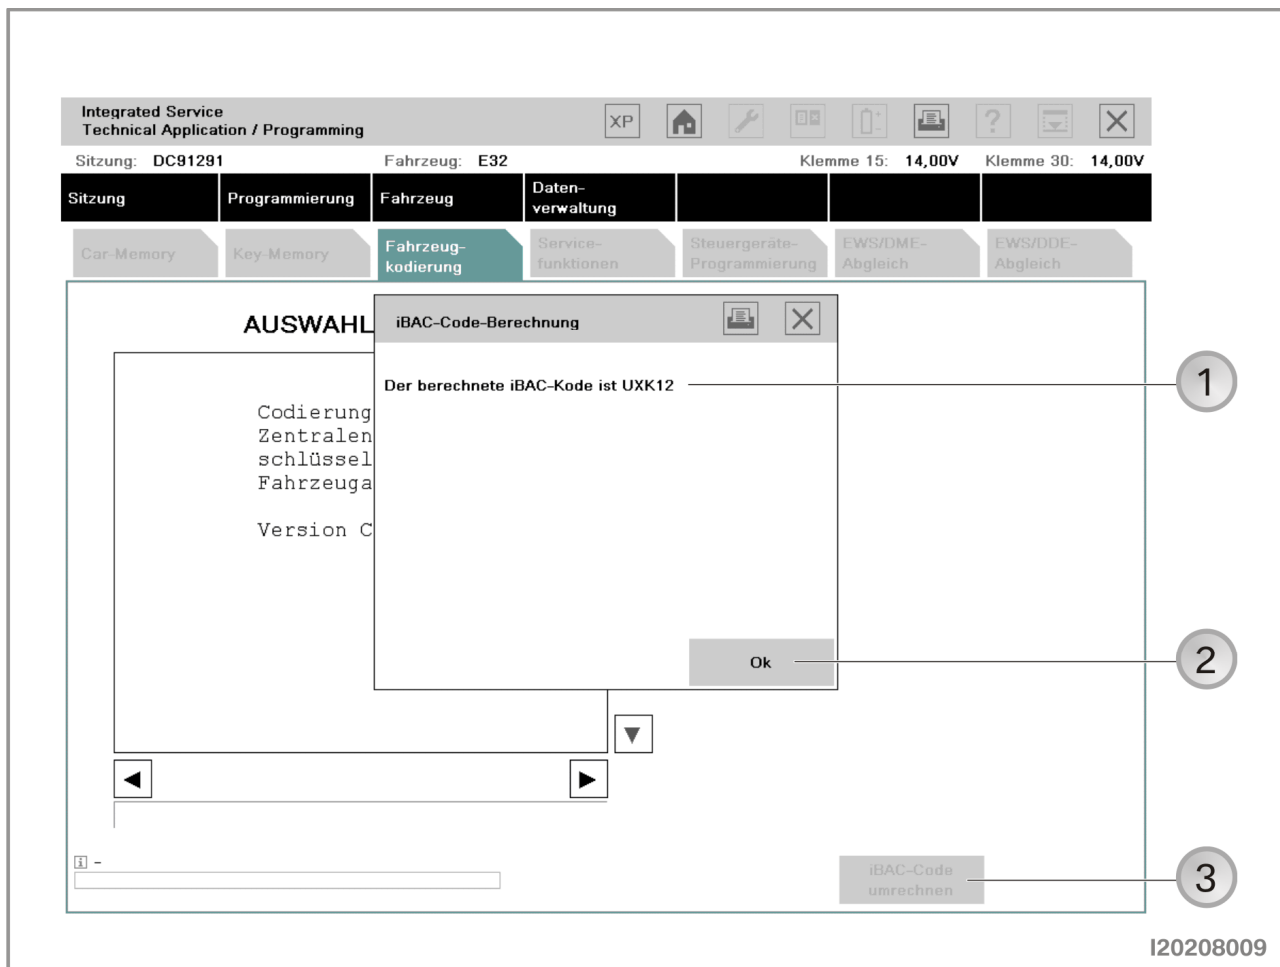 Integrated Service
Technical Application / Programming
XP
?
Sitzung: DC91291 Fahrzeug: E32 Klemme 15: 14,00V Klemme 30: 14,00V
Sitzung Programmierung Fahrzeug Daten-
verwaltung
Car-Memory Key-Memory Fahrzeug-
kodierung Service-
funktionen Steuergeräte-
Programmierung EWS/DME-
Abgleich EWS/DDE-
Abgleich
AUSWAHL
iBAC-Code-Berechnung
Der berechnete iBAC-Kode ist UXK12
1
Codierung
Zentralen
schlüssel
Fahrzeuga
Version C
Ok
2
i –
iBAC-Code
umrechnen
3
I20208009